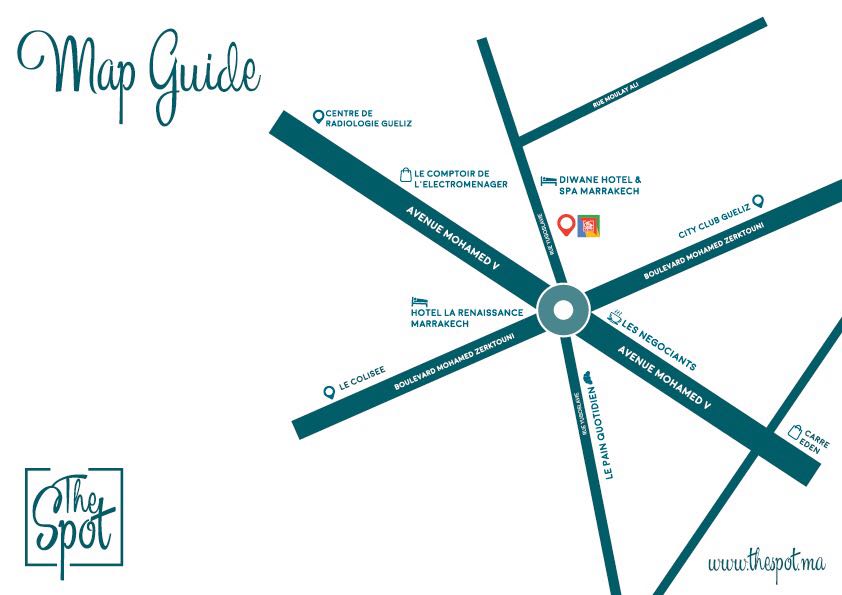 Map Guide
RUE MOULAY ALI
CENTRE DE
RADIOLOGIE GUELIZ
LE COMPTOIR DE
L'ELECTROMENAGER
DIWANE HOTEL &
SPA MARRAKECH
AVENUE MOHAMED V
RUE YUGOSLAVIE
CITY CLUB GUELIZ
BOULEVARD MOHAMED ZERKTOUNI
HOTEL LA RENAISSANCE
MARRAKECH
LES NEGOCIANTS
AVENUE MOHAMED V
LE COLISEE
BOULEVARD MOHAMED ZERKTOUNI
RUE YUGOSLAVIE
LE PAIN QUOTIDIEN
CARRE
EDEN
The
Spot
www.thespot.ma